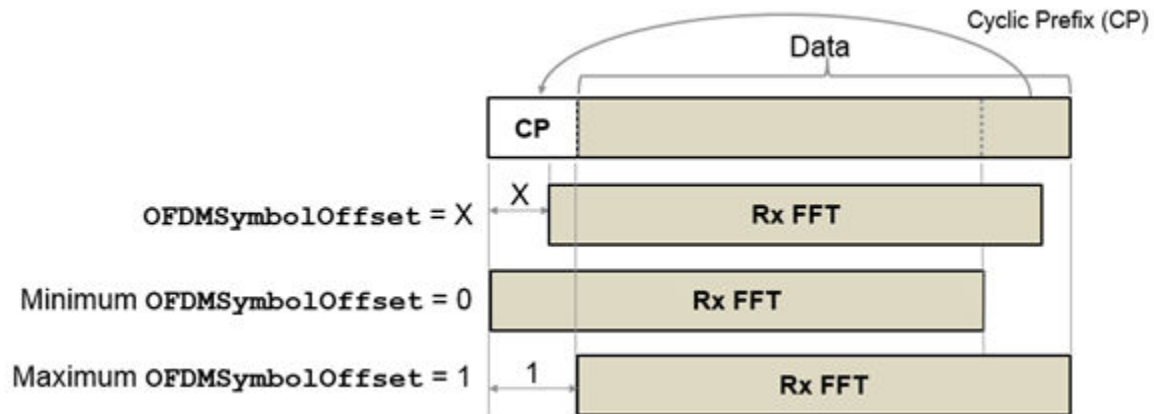 Cyclic Prefix (CP)
Data
CP
X
OFDMSymbolOffset = X
Rx FFT
Minimum OFDMSymbolOffset = 0
Rx FFT
Maximum OFDMSymbolOffset = 1
1
Rx FFT